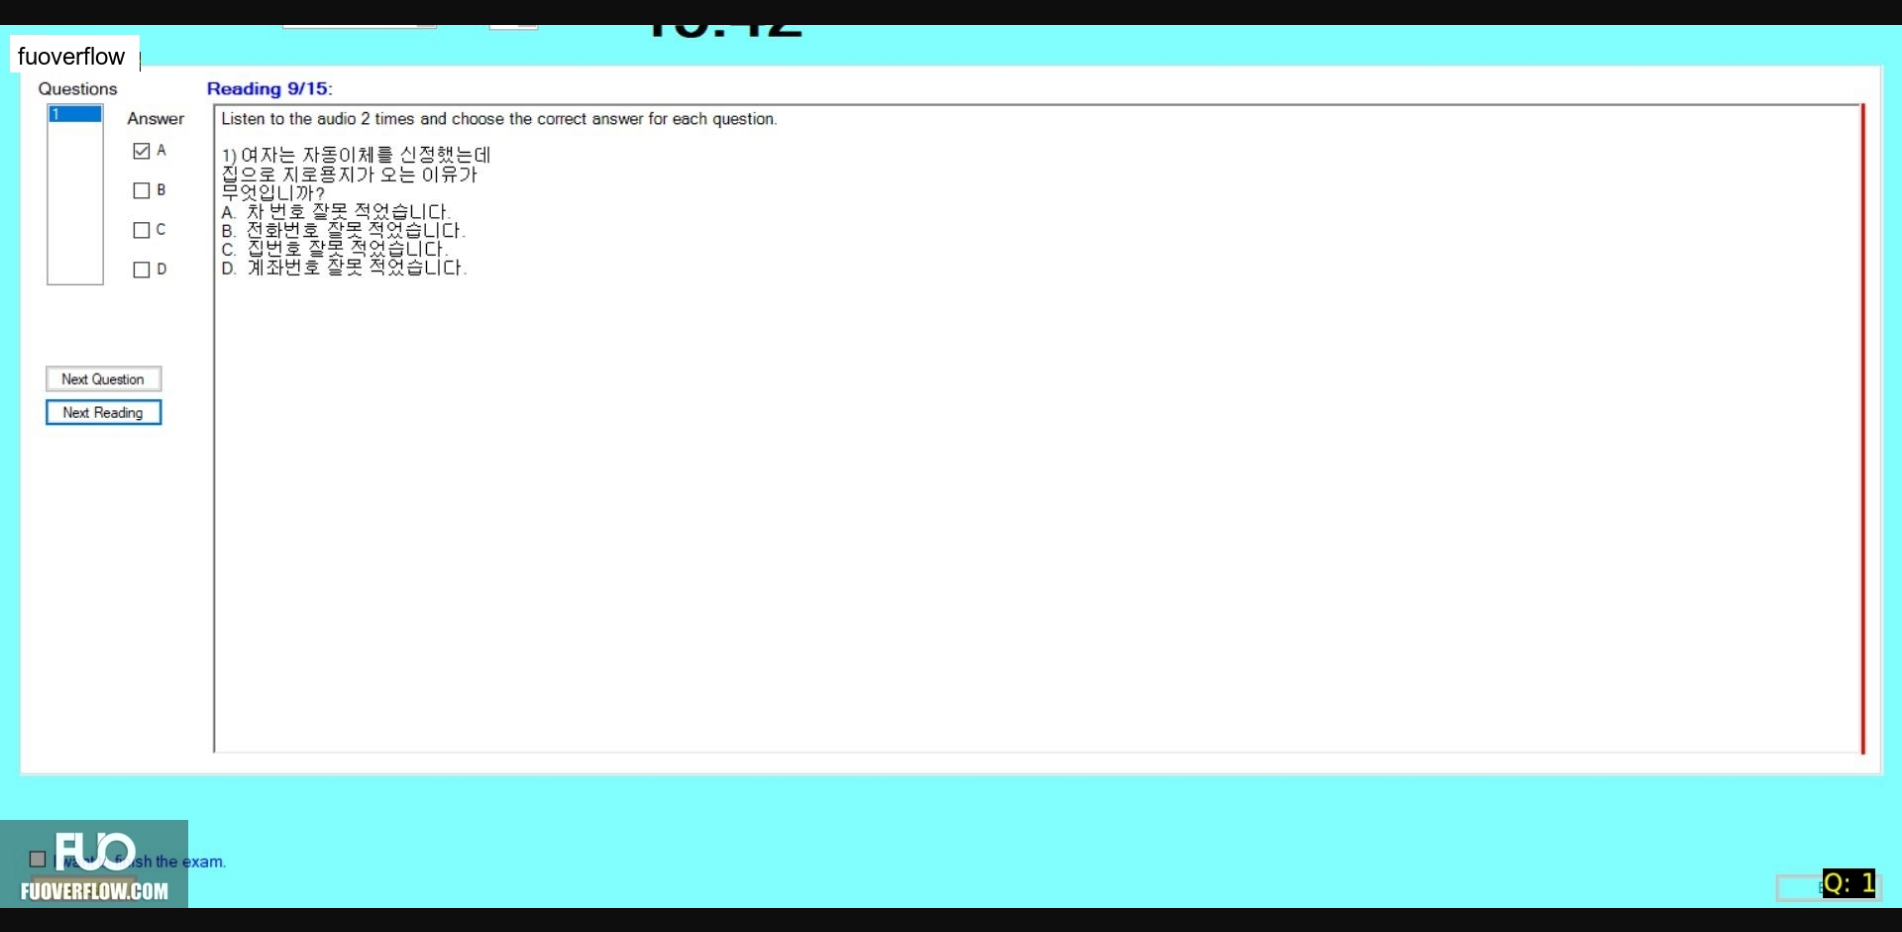 fuoverflow
Questions
Reading 9/15:
1
Answer
A
B
C
D
Listen to the audio 2 times and choose the correct answer for each question.
1) 여자는 자동이체를 신정했는데
집으로 지로용지가 오는 이유가
무엇입니까?
A. 차 번호 잘못 적었습니다.
B. 전화번호 잘못 적었습니다.
C. 집번호 잘못 적었습니다.
D. 계좌번호 잘못 적었습니다.
Next Question
Next Reading
FUO
finish the exam.
FUOVERFLOW.COM
Q: 1